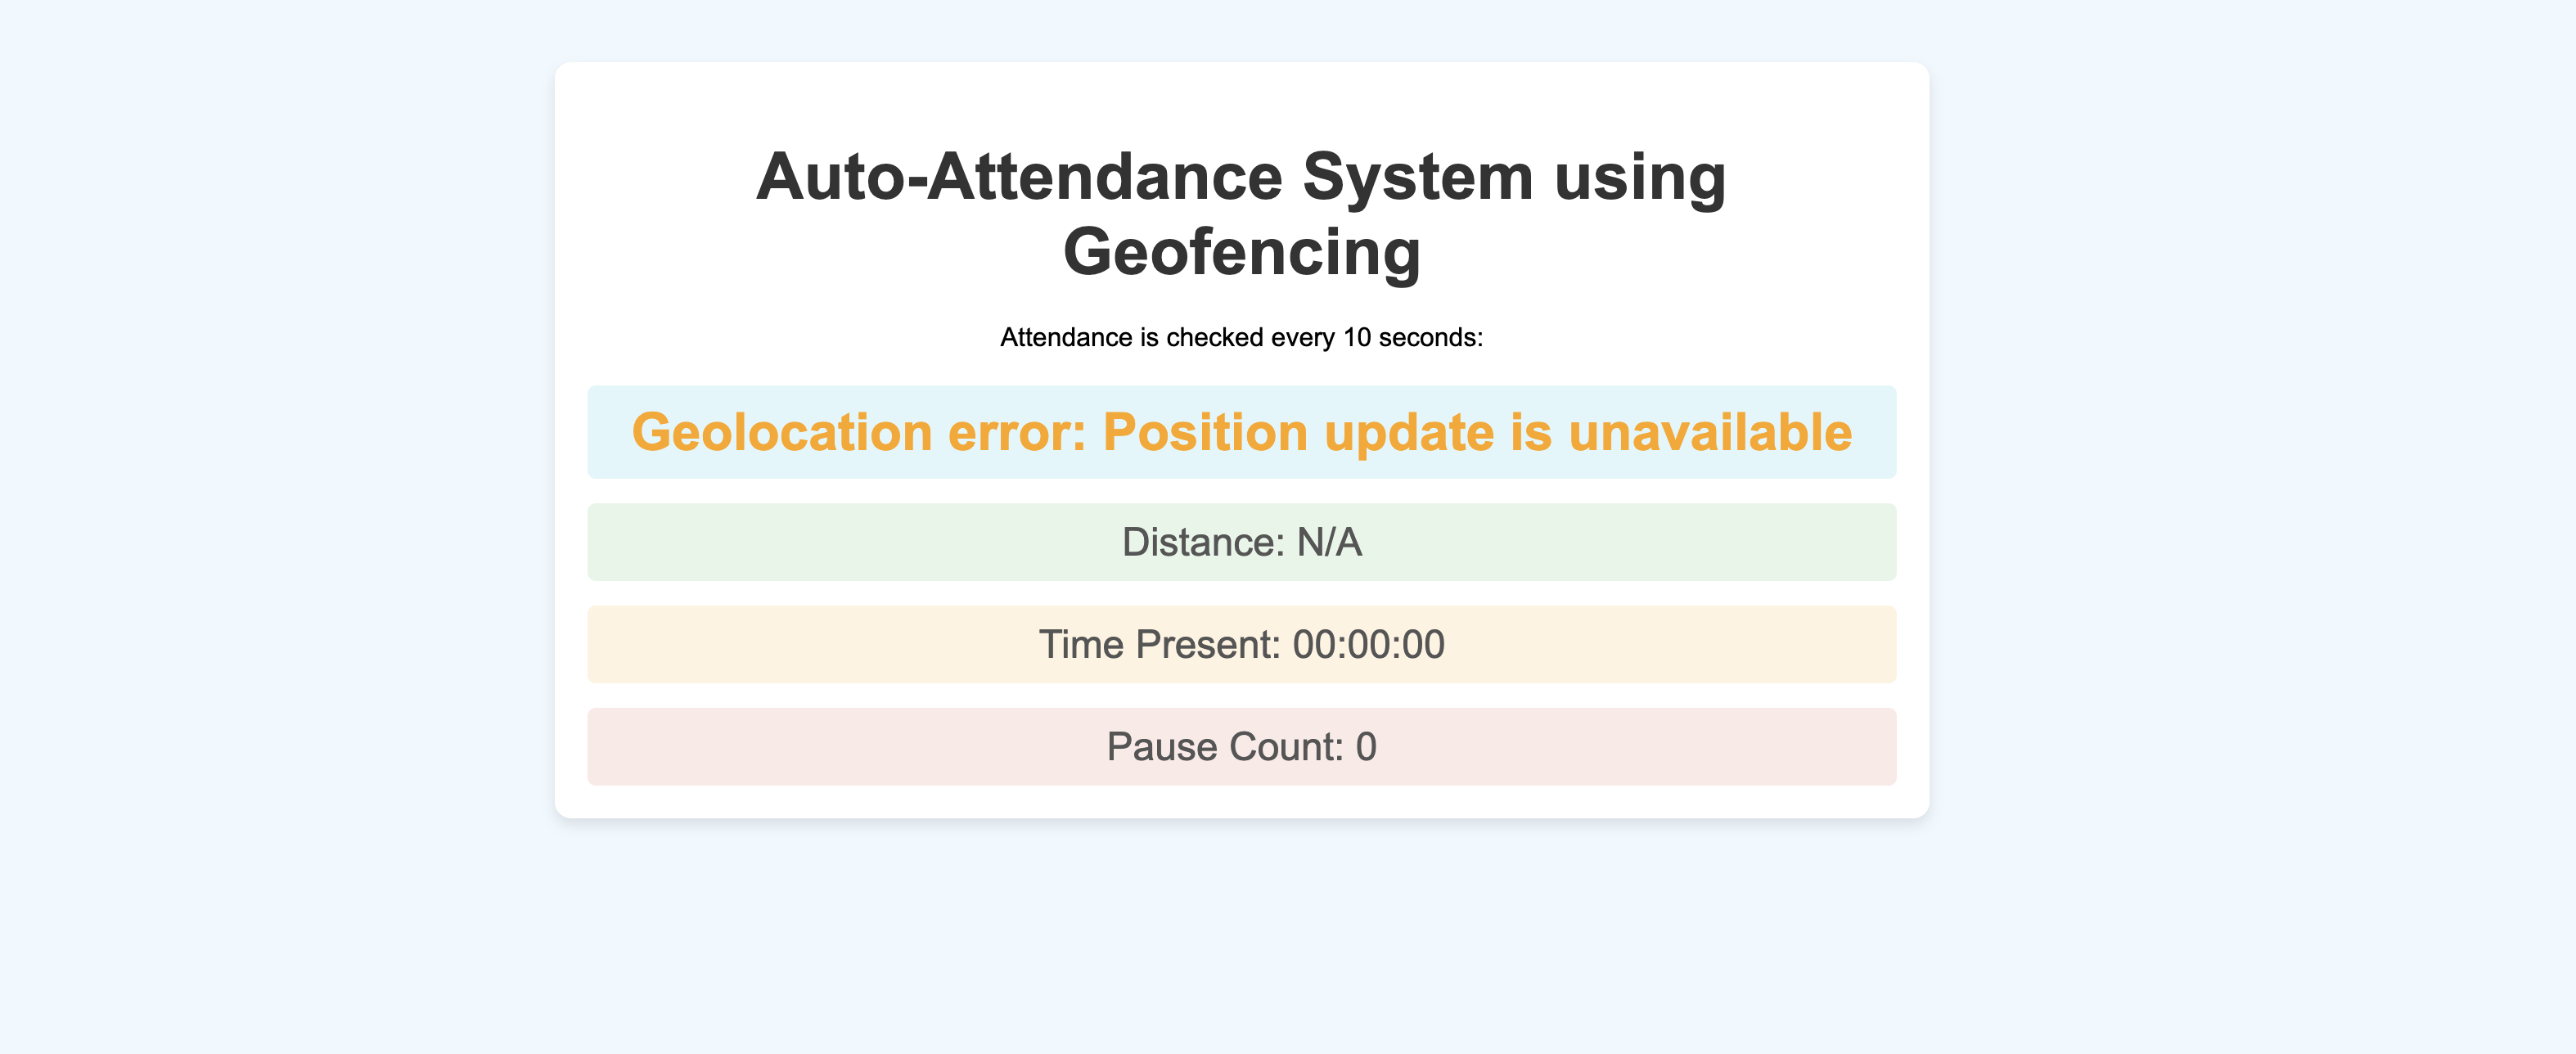 Auto-Attendance System using
Geofencing
Attendance is checked every 10 seconds:
Geolocation error: Position update is unavailable
Distance: N/A
Time Present: 00:00:00
Pause Count: 0